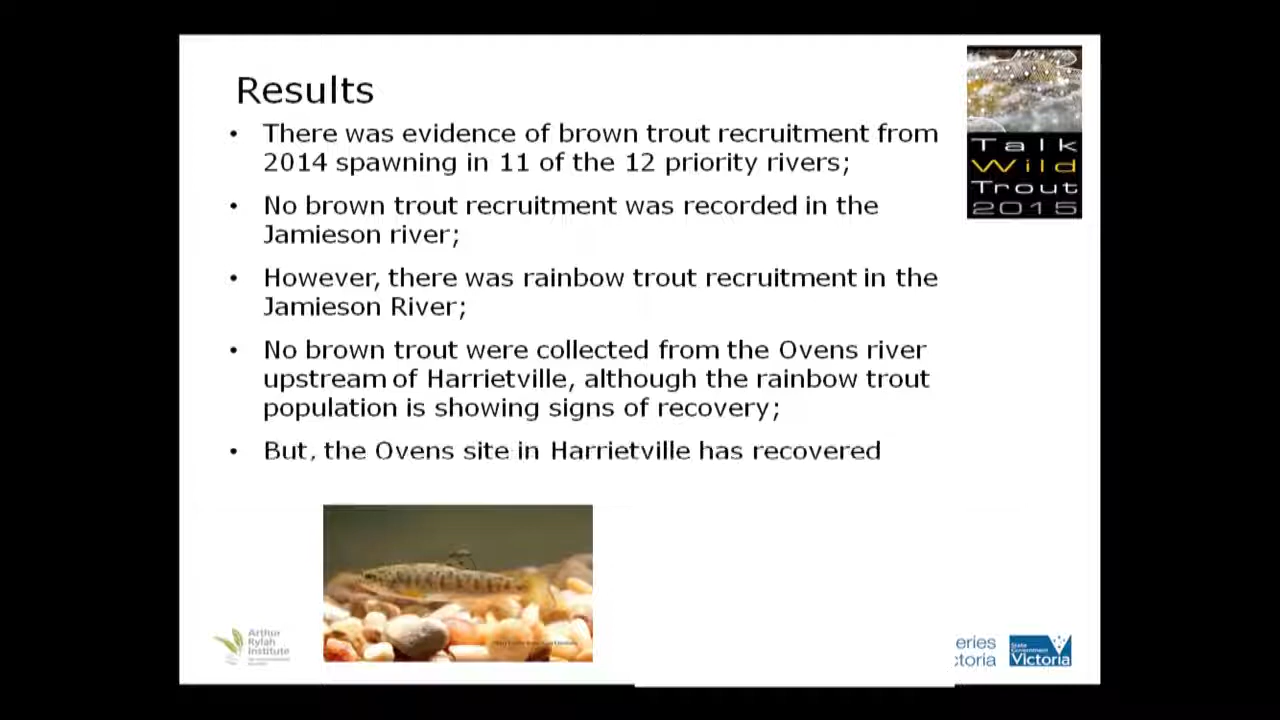 Results
• There was evidence of brown trout recruitment from
2014 spawning in 11 of the 12 priority rivers;
• No brown trout recruitment was recorded in the
Jamieson river;
• However, there was rainbow trout recruitment in the
Jamieson River;
• No brown trout were collected from the Ovens river
upstream of Harrietville, although the rainbow trout
population is showing signs of recovery;
• But, the Ovens site in Harrietville has recovered
Talk
Wild
Trout
2015
Arthur
Rylah
Institute
eries
ctoria
State
Government
Victoria